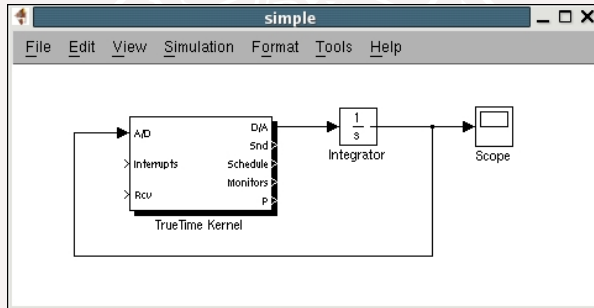 simple
File Edit View Simulation Format Tools Help
A/D D/A
Snd
Interrupts Schedule
Monitors
Rcv P
TrueTime Kernel
1
s
Integrator
Scope